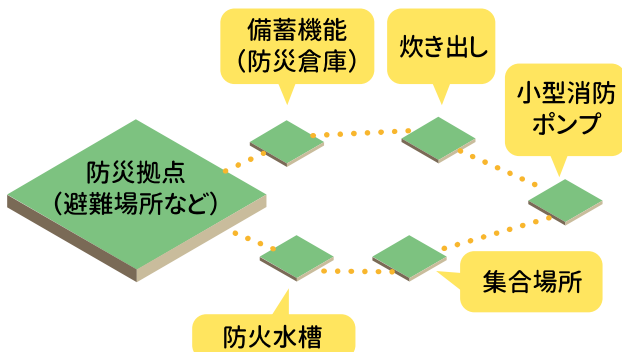 備蓄機能
（防災倉庫）
炊き出し
小型消防
ポンプ
防災拠点
（避難場所など）
集合場所
防火水槽